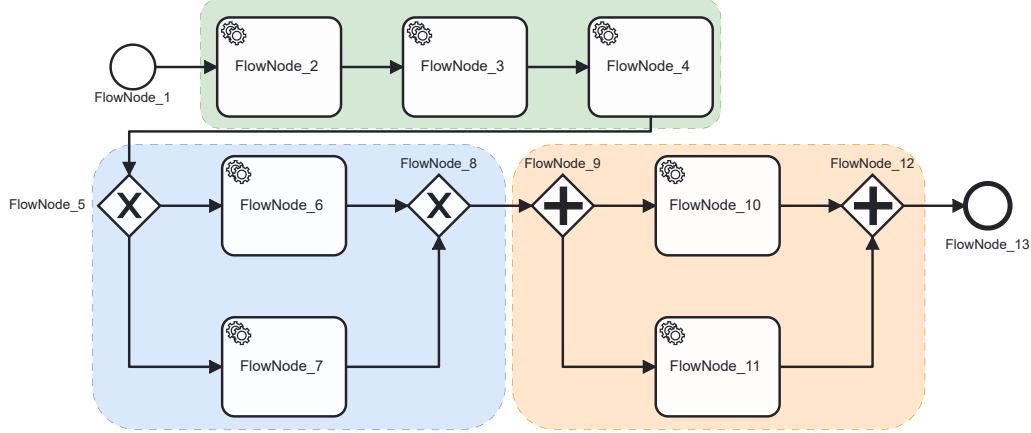 FlowNode_1
FlowNode_2
FlowNode_3
FlowNode_4
FlowNode_5
FlowNode_6
FlowNode_7
FlowNode_8
FlowNode_9
FlowNode_10
FlowNode_11
FlowNode_12
FlowNode_13